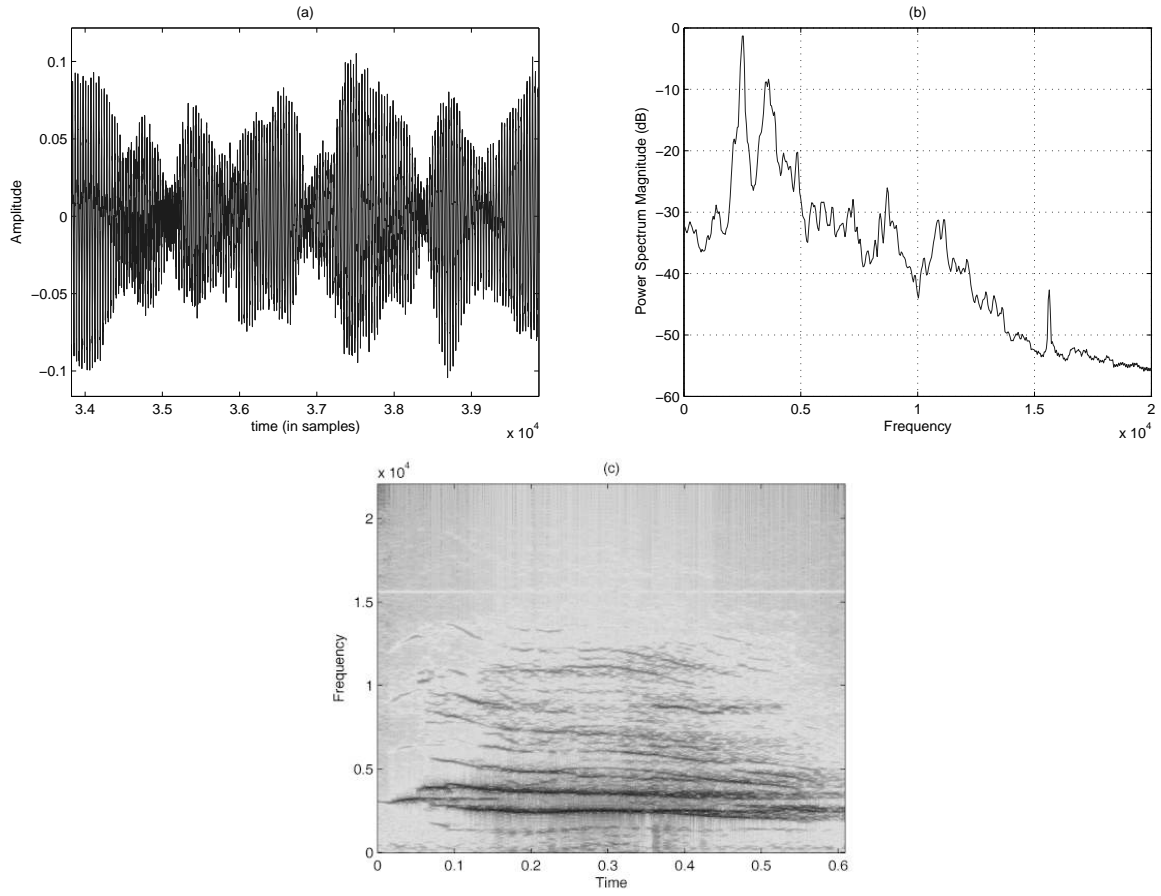 (a)
Amplitude
0.1
0.05
0
−0.05
−0.1
3.4 3.5 3.6 3.7 3.8 3.9
time (in samples)
x 10^4
(b)
Power Spectrum Magnitude (dB)
0
−10
−20
−30
−40
−50
−60
0 0.5 1 1.5 2
Frequency
x 10^4
(c)
x 10^4
Frequency
2
1.5
1
0.5
0
0 0.1 0.2 0.3 0.4 0.5 0.6
Time